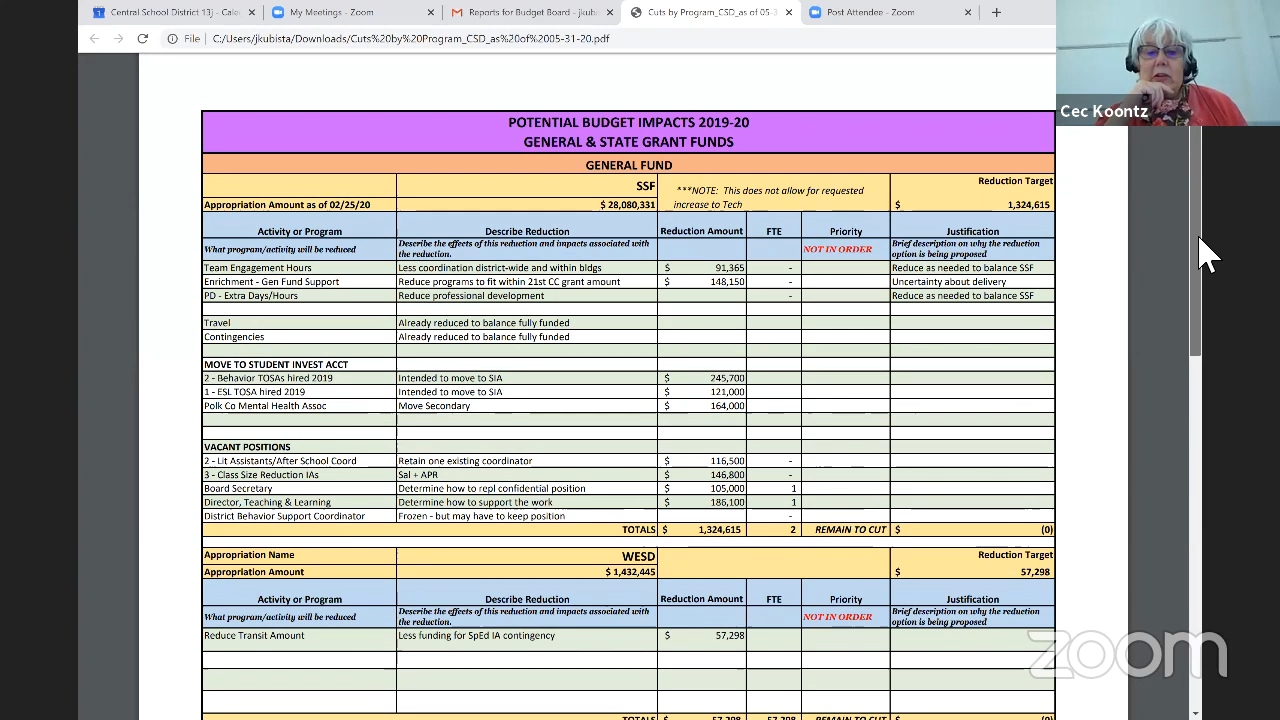 Central School District 13j - Cale
My Meetings - Zoom
Reports for Budget Board - jkubis
Cuts by Program_CSD_as of 05-3
Post Attendee - Zoom
File
C:/Users/jkubista/Downloads/Cuts%20by%20Program_CSD_as%20of%2005-31-20.pdf
Cec Koontz
POTENTIAL BUDGET IMPACTS 2019-20
GENERAL & STATE GRANT FUNDS
GENERAL FUND
SSF ***NOTE: This does not allow for requested increase to Tech Reduction Target
Appropriation Amount as of 02/25/20 $ 28,080,331 $ 1,324,615
Activity or Program Describe Reduction Reduction Amount FTE Priority Justification
What program/activity will be reduced Describe the effects of this reduction and impacts associated with the reduction. NOT IN ORDER Brief description on why the reduction option is being proposed
Team Engagement Hours Less coordination district-wide and within bldgs $ 91,365 - Reduce as needed to balance SSF
Enrichment - Gen Fund Support Reduce programs to fit within 21st CC grant amount $ 148,150 - Uncertainty about delivery
PD - Extra Days/Hours Reduce professional development - Reduce as needed to balance SSF
Travel Already reduced to balance fully funded
Contingencies Already reduced to balance fully funded
MOVE TO STUDENT INVEST ACCT
2 - Behavior TOSAs hired 2019 Intended to move to SIA $ 245,700
1 - ESL TOSA hired 2019 Intended to move to SIA $ 121,000
Polk Co Mental Health Assoc Move Secondary $ 164,000
VACANT POSITIONS
2 - Lit Assistants/After School Coord Retain one existing coordinator $ 116,500 -
3 - Class Size Reduction IAs Sal + APR $ 146,800 -
Board Secretary Determine how to repl confidential position $ 105,000 1
Director, Teaching & Learning Determine how to support the work $ 186,100 1
District Behavior Support Coordinator Frozen - but may have to keep position -
TOTALS $ 1,324,615 2 REMAIN TO CUT $ (0)
Appropriation Name WESD Reduction Target
Appropriation Amount $ 1,432,445 $ 57,298
Activity or Program Describe Reduction Reduction Amount FTE Priority Justification
What program/activity will be reduced Describe the effects of this reduction and impacts associated with the reduction. NOT IN ORDER Brief description on why the reduction option is being proposed
Reduce Transit Amount Less funding for SpEd IA contingency $ 57,298
TOTALS $ 57,298 57,298 REMAIN TO CUT $ (0)
zoom